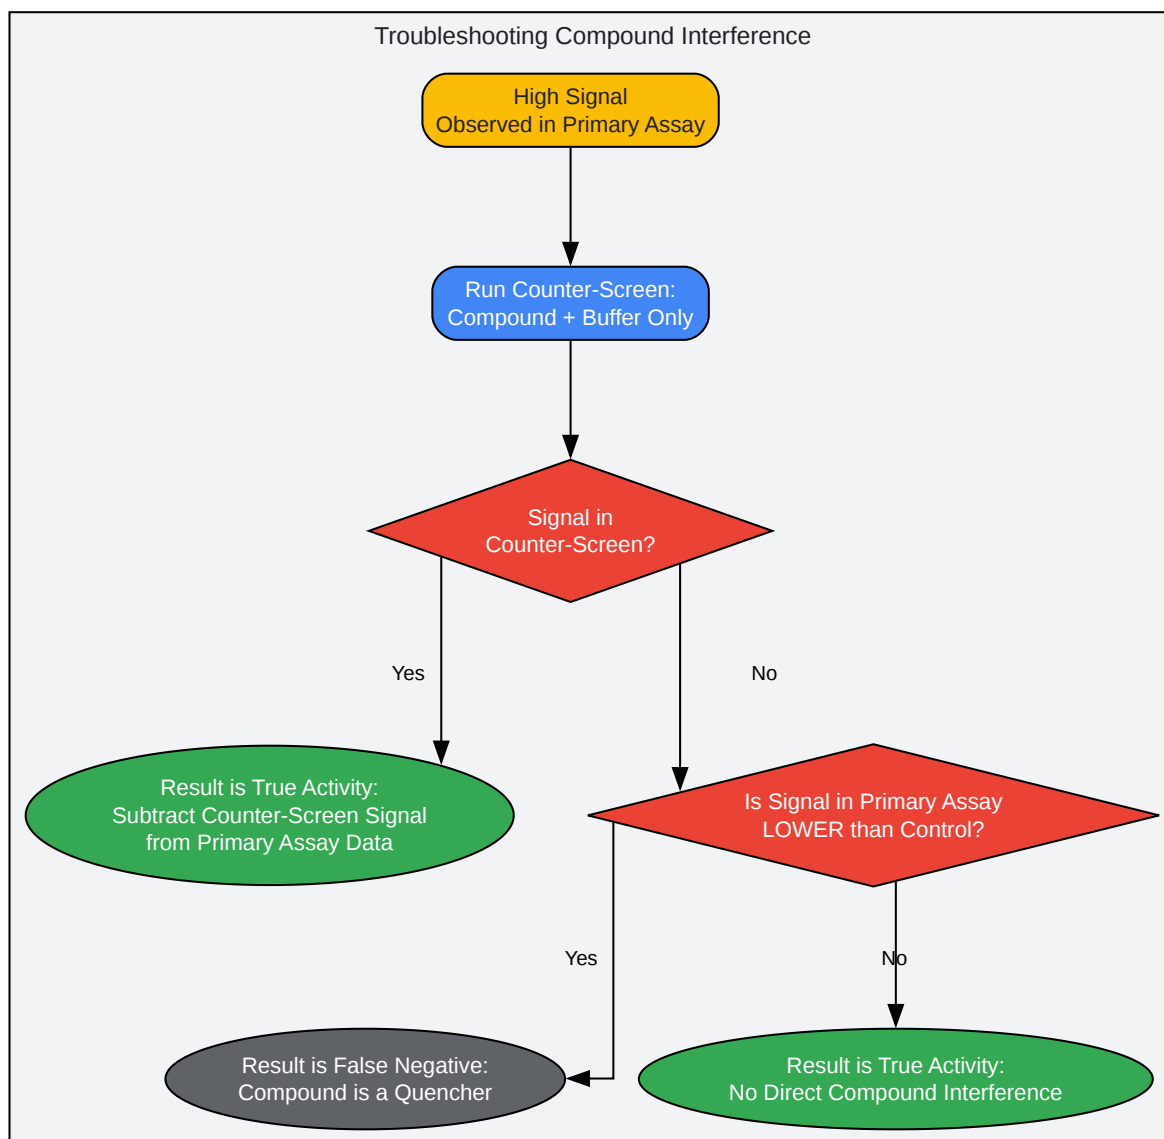 Troubleshooting Compound Interference
High Signal
Observed in Primary Assay
Run Counter-Screen:
Compound + Buffer Only
Signal in
Counter-Screen?
Yes
No
Result is True Activity:
Subtract Counter-Screen Signal
from Primary Assay Data
Is Signal in Primary Assay
LOWER than Control?
Yes
No
Result is False Negative:
Compound is a Quencher
Result is True Activity:
No Direct Compound Interference